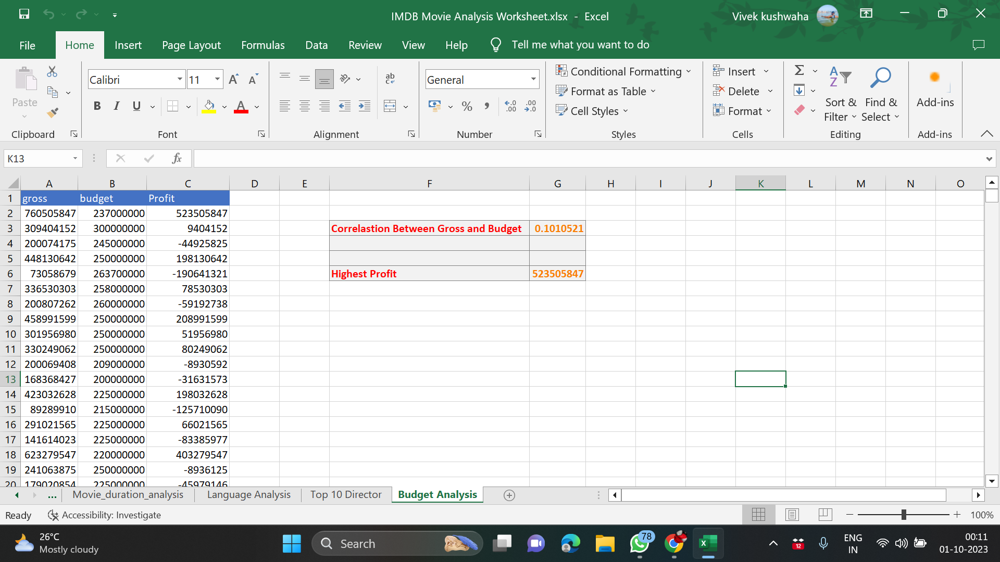 IMDB Movie Analysis Worksheet.xlsx - Excel
Vivek kushwaha
File Home Insert Page Layout Formulas Data Review View Help Tell me what you want to do
Paste
Clipboard
Calibri 11
B I U
Font
ab
Alignment
General
% , .00 .00
Number
Conditional Formatting
Format as Table
Cell Styles
Styles
Insert
Delete
Format
Cells
Sort & Filter
Find & Select
Editing
Add-ins
Add-ins
K13 fx
A B C D E F G H I J K L M N O
1 gross budget Profit
2 760505847 237000000 523505847
3 309404152 300000000 9404152 Correlastion Between Gross and Budget 0.1010521
4 200074175 245000000 -44925825
5 448130642 250000000 198130642
6 73058679 263700000 -190641321 Highest Profit 523505847
7 336530303 258000000 78530303
8 200807262 260000000 -59192738
9 458991599 250000000 208991599
10 301956980 250000000 51956980
11 330249062 250000000 80249062
12 200069408 209000000 -8930592
13 168368427 200000000 -31631573
14 423032628 225000000 198032628
15 89289910 215000000 -125710090
16 291021565 225000000 66021565
17 141614023 225000000 -83385977
18 623279547 220000000 403279547
19 241063875 250000000 -8936125
20 179020854 225000000 -45979146
... Movie_duration_analysis Language Analysis Top 10 Director Budget Analysis
Ready Accessibility: Investigate 100%
26°C
Mostly cloudy
Search
78
12
ENG
IN
00:11
01-10-2023